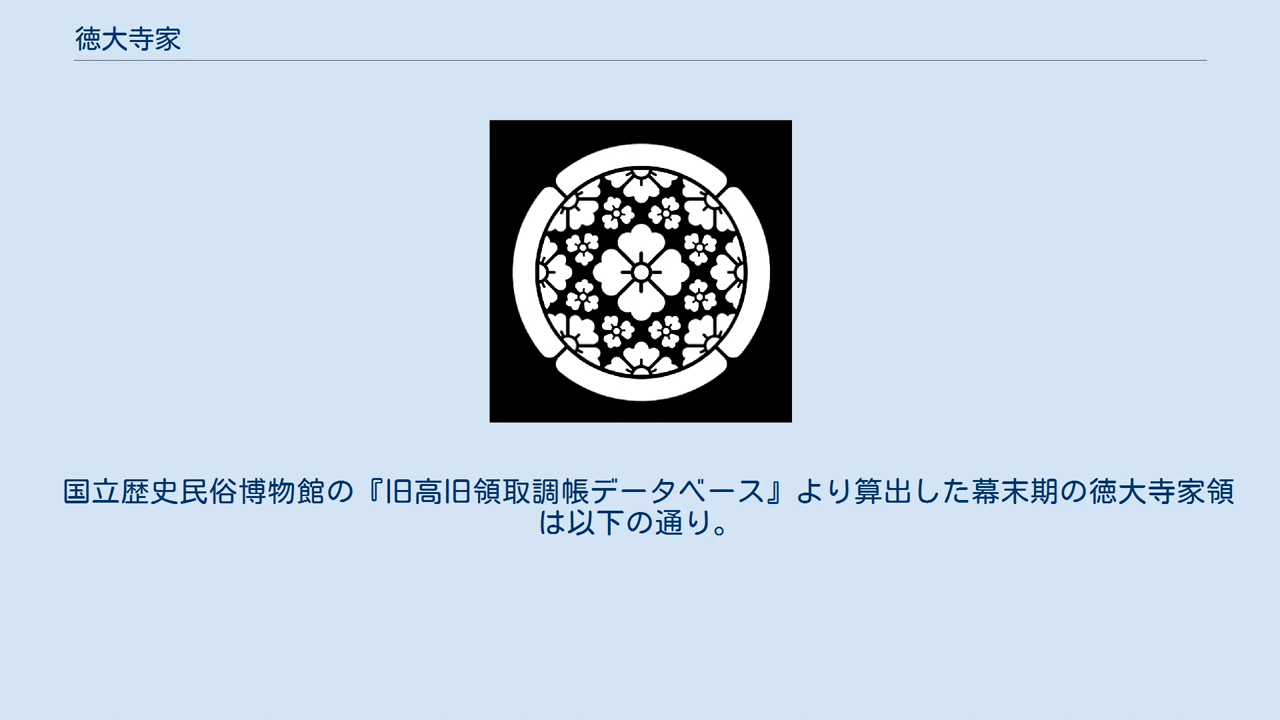 徳大寺家
国立歴史民俗博物館の『旧高旧領取調帳データベース』より算出した幕末期の徳大寺家領
は以下の通り。